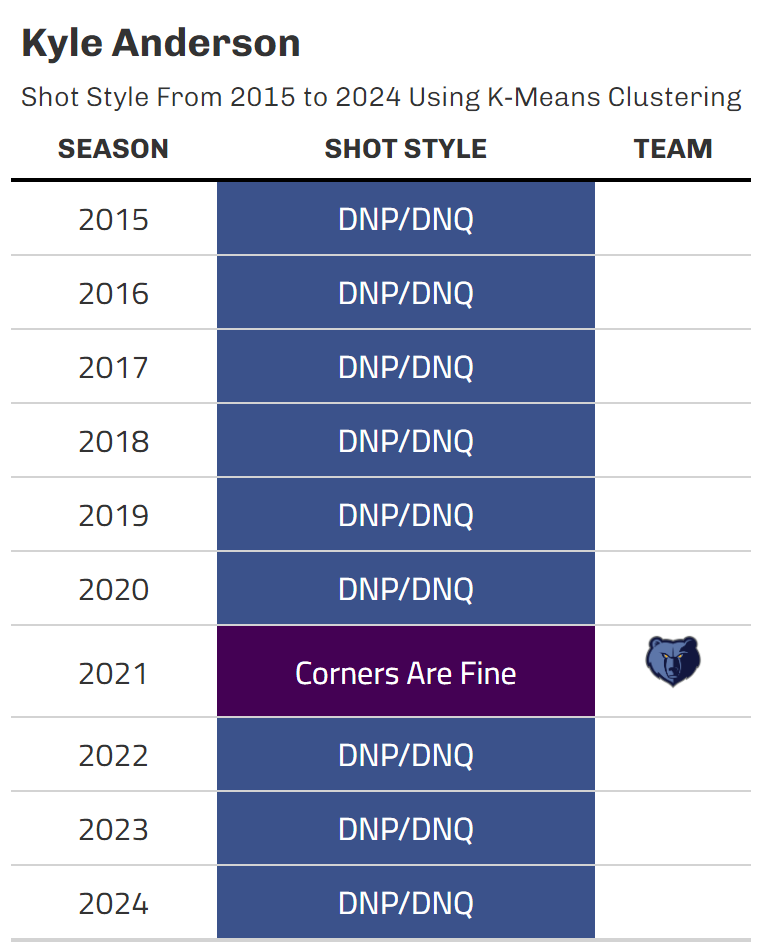 Kyle Anderson
Shot Style From 2015 to 2024 Using K-Means Clustering
SEASON SHOT STYLE TEAM
2015 DNP/DNQ
2016 DNP/DNQ
2017 DNP/DNQ
2018 DNP/DNQ
2019 DNP/DNQ
2020 DNP/DNQ
2021 Corners Are Fine
2022 DNP/DNQ
2023 DNP/DNQ
2024 DNP/DNQ